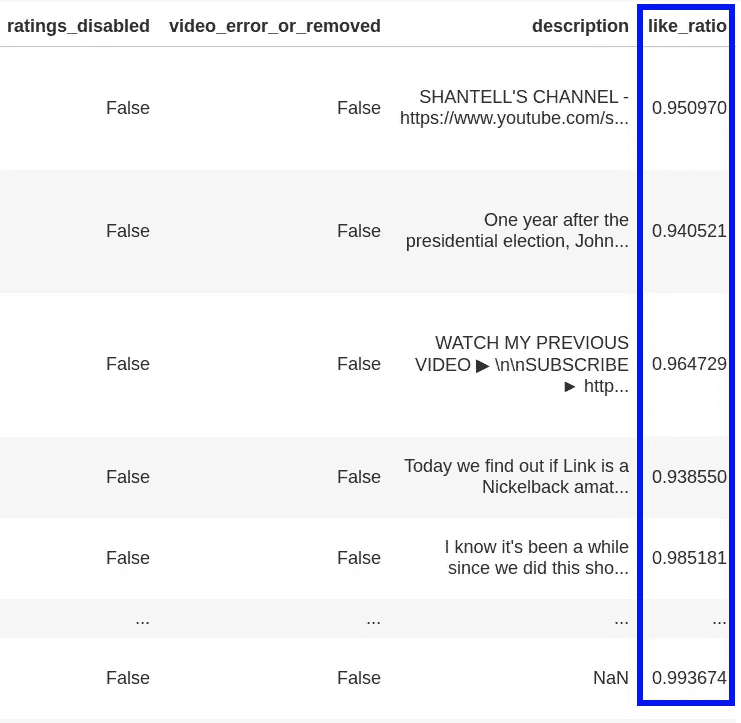 ratings_disabled video_error_or_removed description like_ratio
SHANTELL'S CHANNEL -
False False https://www.youtube.com/s... 0.950970
One year after the
False False presidential election, John... 0.940521
WATCH MY PREVIOUS
False False VIDEO ▶ \n\nSUBSCRIBE 0.964729
► http...
Today we find out if Link is a
False False Nickelback amat... 0.938550
I know it's been a while
False False since we did this sho... 0.985181
... ... ... ...
False False NaN 0.993674